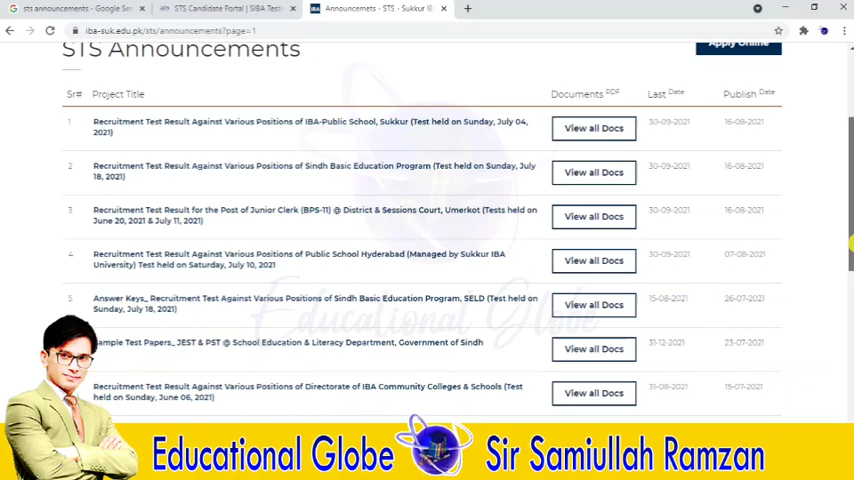 sts announcements - Google Sea
STS Candidate Portal | SIBA Testi
Announcemets - STS - Sukkur IBA
iba-suk.edu.pk/sts/announcements?page=1
STS Announcements
Apply Online
Sr# Project Title Documents PDF Last Date Publish Date
1 Recruitment Test Result Against Various Positions of IBA-Public School, Sukkur (Test held on Sunday, July 04, View all Docs 30-09-2021 16-08-2021
2021)
2 Recruitment Test Result Against Various Positions of Sindh Basic Education Program (Test held on Sunday, July View all Docs 30-09-2021 16-08-2021
18, 2021)
3 Recruitment Test Result for the Post of Junior Clerk (BPS-11) @ District & Sessions Court, Umerkot (Tests held on View all Docs 30-09-2021 16-08-2021
June 20, 2021 & July 11, 2021)
4 Recruitment Test Result Against Various Positions of Public School Hyderabad (Managed by Sukkur IBA View all Docs 30-09-2021 07-08-2021
University) Test held on Saturday, July 10, 2021
5 Answer Keys_ Recruitment Test Against Various Positions of Sindh Basic Education Program, SELD (Test held on View all Docs 15-08-2021 26-07-2021
Sunday, July 18, 2021)
ample Test Papers_ JEST & PST @ School Education & Literacy Department, Government of Sindh View all Docs 31-12-2021 23-07-2021
Recruitment Test Result Against Various Positions of Directorate of IBA Community Colleges & Schools (Test View all Docs 31-08-2021 15-07-2021
held on Sunday, June 06, 2021)
Educational Globe
Educational Globe Sir Samiullah Ramzan